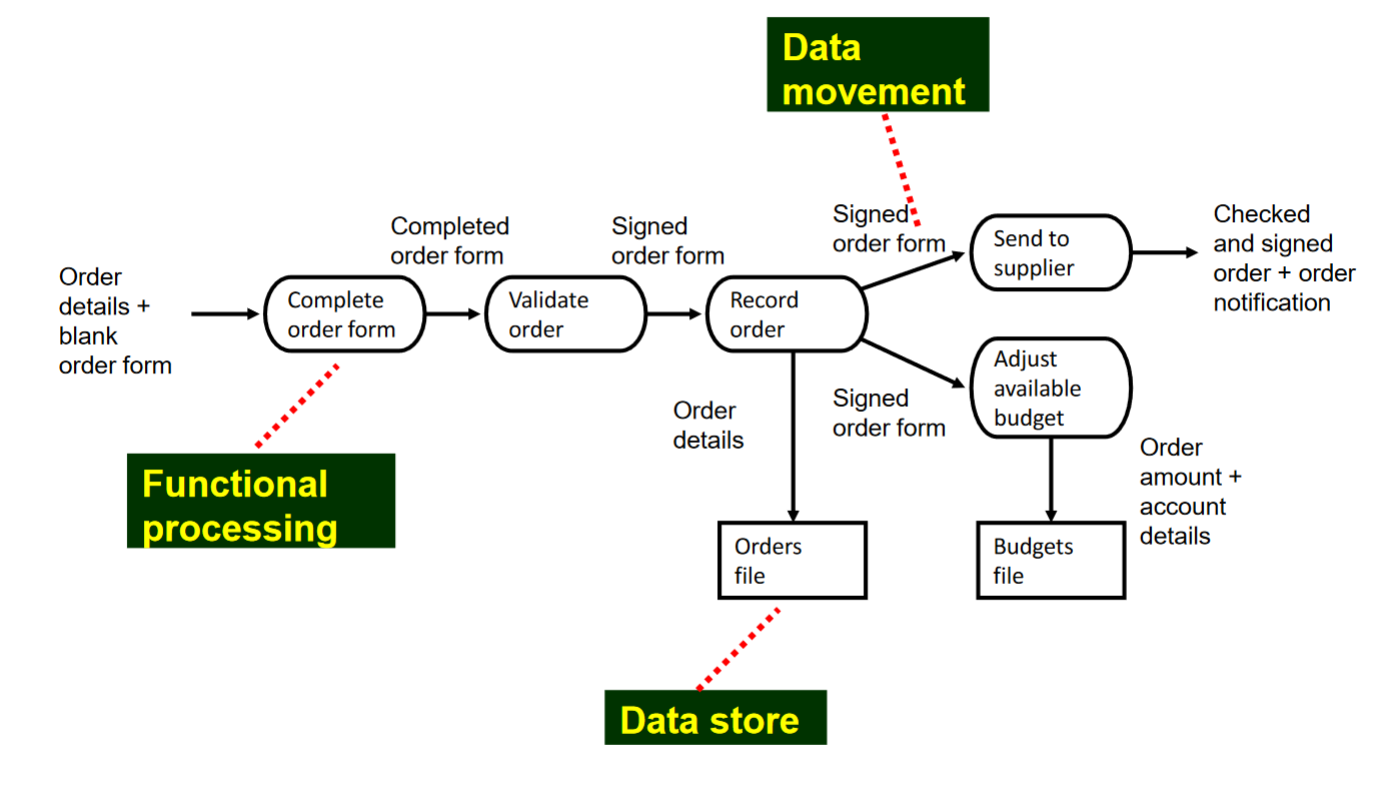 Data
movement
Completed
order form
Signed
order form
Signed
order form
Send to
supplier
Checked
and signed
order + order
notification
Order
details +
blank
order form
Complete
order form
Validate
order
Record
order
Adjust
available
budget
Order
details
Signed
order form
Order
amount +
account
details
Functional
processing
Orders
file
Budgets
file
Data store